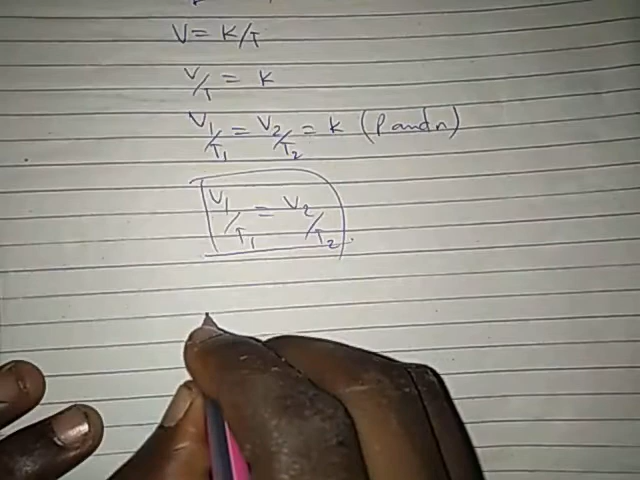 V = K/T
V/T = K
V1/T1 = V2/T2 = K (P and n)
V1/T1 = V2/T2